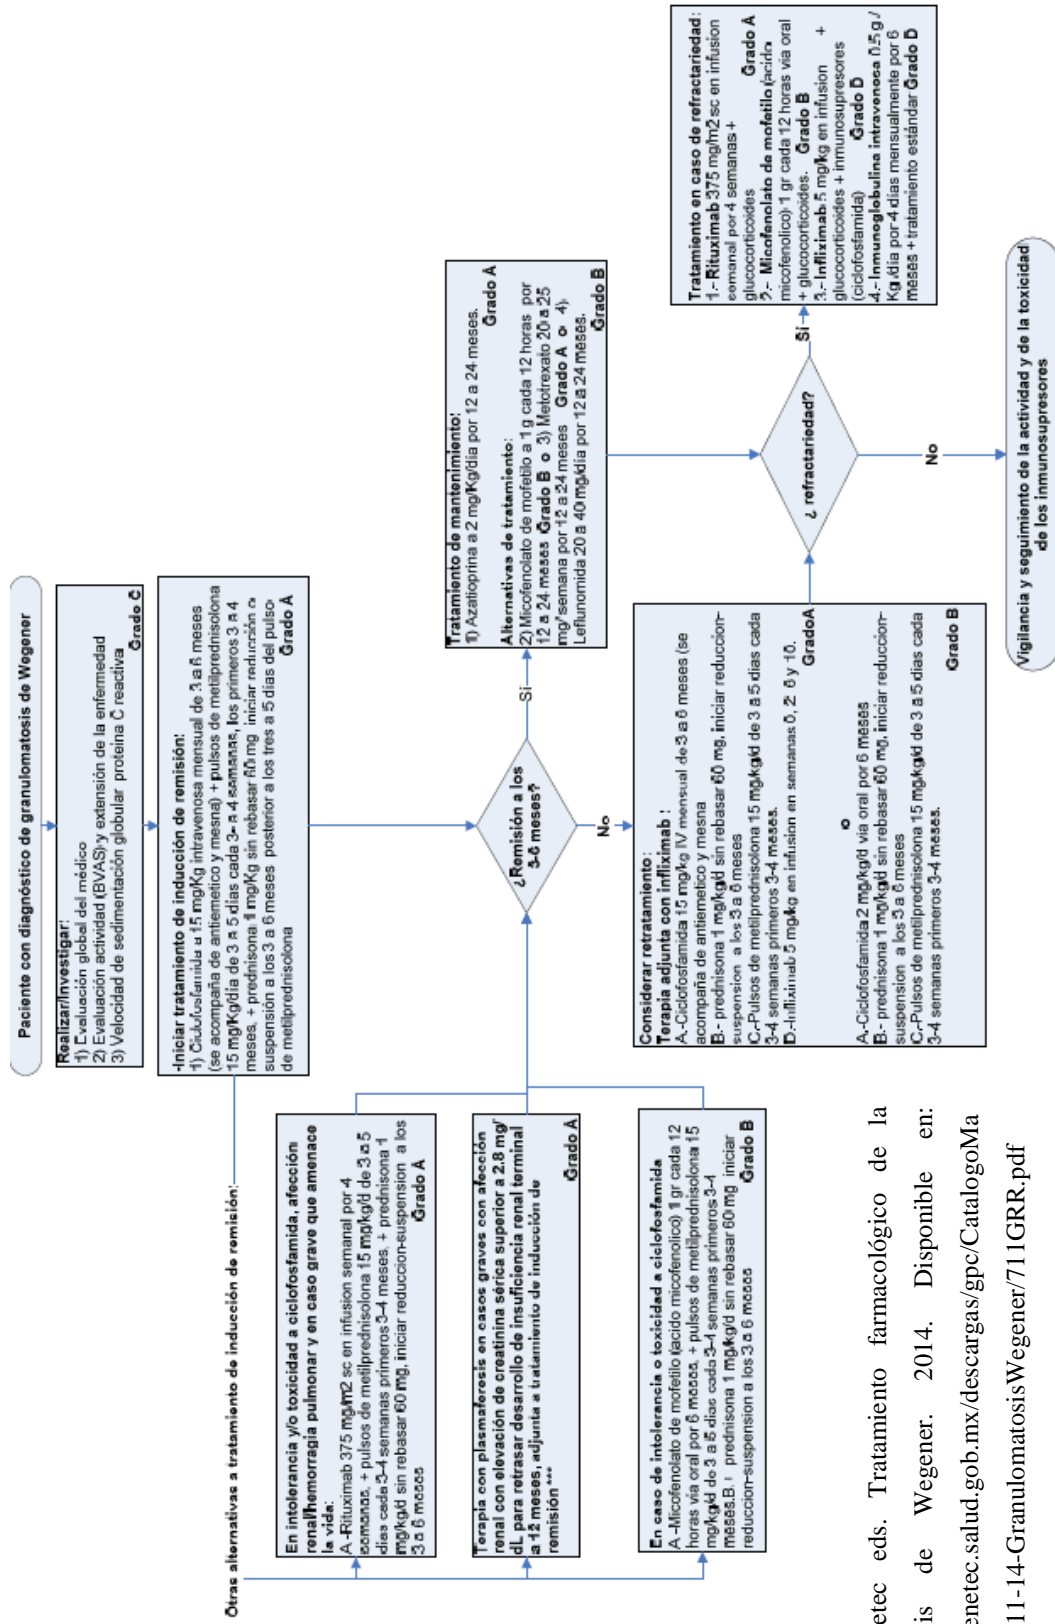 Paciente con diagnóstico de granulomatosis de Wegener
Realizar/investigar:
1) Evaluación global del médico
2) Evaluación actividad (BVAS) y extensión de la enfermedad
3) Velocidad de sedimentación globular proteina C reactiva
Grado C
-Iniciar tratamiento de inducción de remisión:
1) Ciclofosfamida a 15 mg/Kg intravenosa mensual de 3 a 6 meses
(se acompaña de antiemetico y mesna) + pulsos de metilprednisolona
15 mg/Kg/día de 3 a 5 días cada 3- a 4 semanas, los primeros 3 a 4
meses, + prednisona 1 mg/Kg sin rebasar 60 mg iniciar reducción o
suspensión a los 3 a 6 meses posterior a los tres a 5 días del pulso
de metilprednisolona
Grado A
Otras alternativas a tratamiento de inducción de remisión:
En intolerancia y/o toxicidad a ciclofosfamida, afección
renal/hemorragia pulmonar y en caso grave que amenace
la vida:
A -Rituximab 375 mg/m2 sc en infusion semanal por 4
semanas, + pulsos de metilprednisolona 15 mg/kg/d de 3 a 5
dias cada 3-4 semanas primeros 3-4 meses, + prednisona 1
mg/kg/d sin rebasar 60 mg, iniciar reduction-suspension a los
3 a 6 meses
Grado A
Terapia con plasmaferesis en casos graves con afección
renal con elevación de creatinina sérica superior a 2.8 mg/
dL para retrasar desarrollo de insuficiencia renal terminal
a 12 meses, adjunta a tratamiento de inducción de
remisión ***
Grado A
En caso de intolerancia o toxicidad a ciclofosfamida
A -Micofenolato de mofetilo (acido micofenolico) 1 gr cada 12
horas via oral por 6 meses, + pulsos de metilprednisolona 15
mg/kg/d de 3 a 5 dias cada 3-4 semanas primeros 3-4
meses.B. prednisona 1 mg/kg/d sin rebasar 60 mg iniciar
reduccion-suspension a los 3 a 6 meses
Grado B
¿Remisión a los
3-6 meses?
Sí
No
Tratamiento de mantenimiento:
1) Azatioprina a 2 mg/Kg/día por 12 a 24 meses.
Grado A
Alternativas de tratamiento:
2) Micofenolato de mofetilo a 1 g cada 12 horas por
12 a 24 meses Grado B o 3) Metotrexato 20 a 25
mg/semana por 12 a 24 meses Grado A o 4)
Leflunomida 20 a 40 mg/día por 12 a 24 meses.
Grado B
Considerar retratamiento:
Terapia adjunta con infliximab :
A.-Ciclofosfamida 15 mg/kg IV mensual de 3 a 6 meses (se
acompaña de antiemetico y mesna
B.- prednisona 1 mg/kg/d sin rebasar 60 mg, iniciar reduccion-
suspension a los 3 a 6 meses
C.-Pulsos de metilprednisolona 15 mg/kg/d de 3 a 5 dias cada
3-4 semanas primeros 3-4 meses.
D.-Infliximab 5 mg/kg en infusion en semanas 0, 2 6 y 10.
GradoA
o
A.-Ciclofosfamida 2 mg/kg/d via oral por 6 meses
B.- prednisona 1 mg/kg/d sin rebasar 60 mg, iniciar reduccion-
suspension a los 3 a 6 meses
C.-Pulsos de metilprednisolona 15 mg/kg/d de 3 a 5 dias cada
3-4 semanas primeros 3-4 meses.
Grado B
¿ refractariedad?
Sí
No
Tratamiento en caso de refractariedad:
1.- Rituximab 375 mg/m2 sc en infusion
semanal por 4 semanas +
glucocorticoides Grado A
2.- Micofenolato de mofetilo (acido
micofenolico) 1 gr cada 12 horas via oral
+ glucocorticoides. Grado B
3.- Infliximab 5 mg/kg en infusion +
glucocorticoides + inmunosupresores
(ciclofosfamida) Grado D
4.- Inmunoglobulina intravenosa 0.5 g./
Kg/día por 4 dias mensualmente por 6
meses + tratamiento estándar Grado D
Vigilancia y seguimiento de la actividad y de la toxicidad
de los inmunosupresores
etec eds. Tratamiento farmacológico de la
is de Wegener. 2014. Disponible en:
enetec.salud.gob.mx/descargas/gpc/CatalogoMa
11-14-GranulomatosisWegener/711GRR.pdf